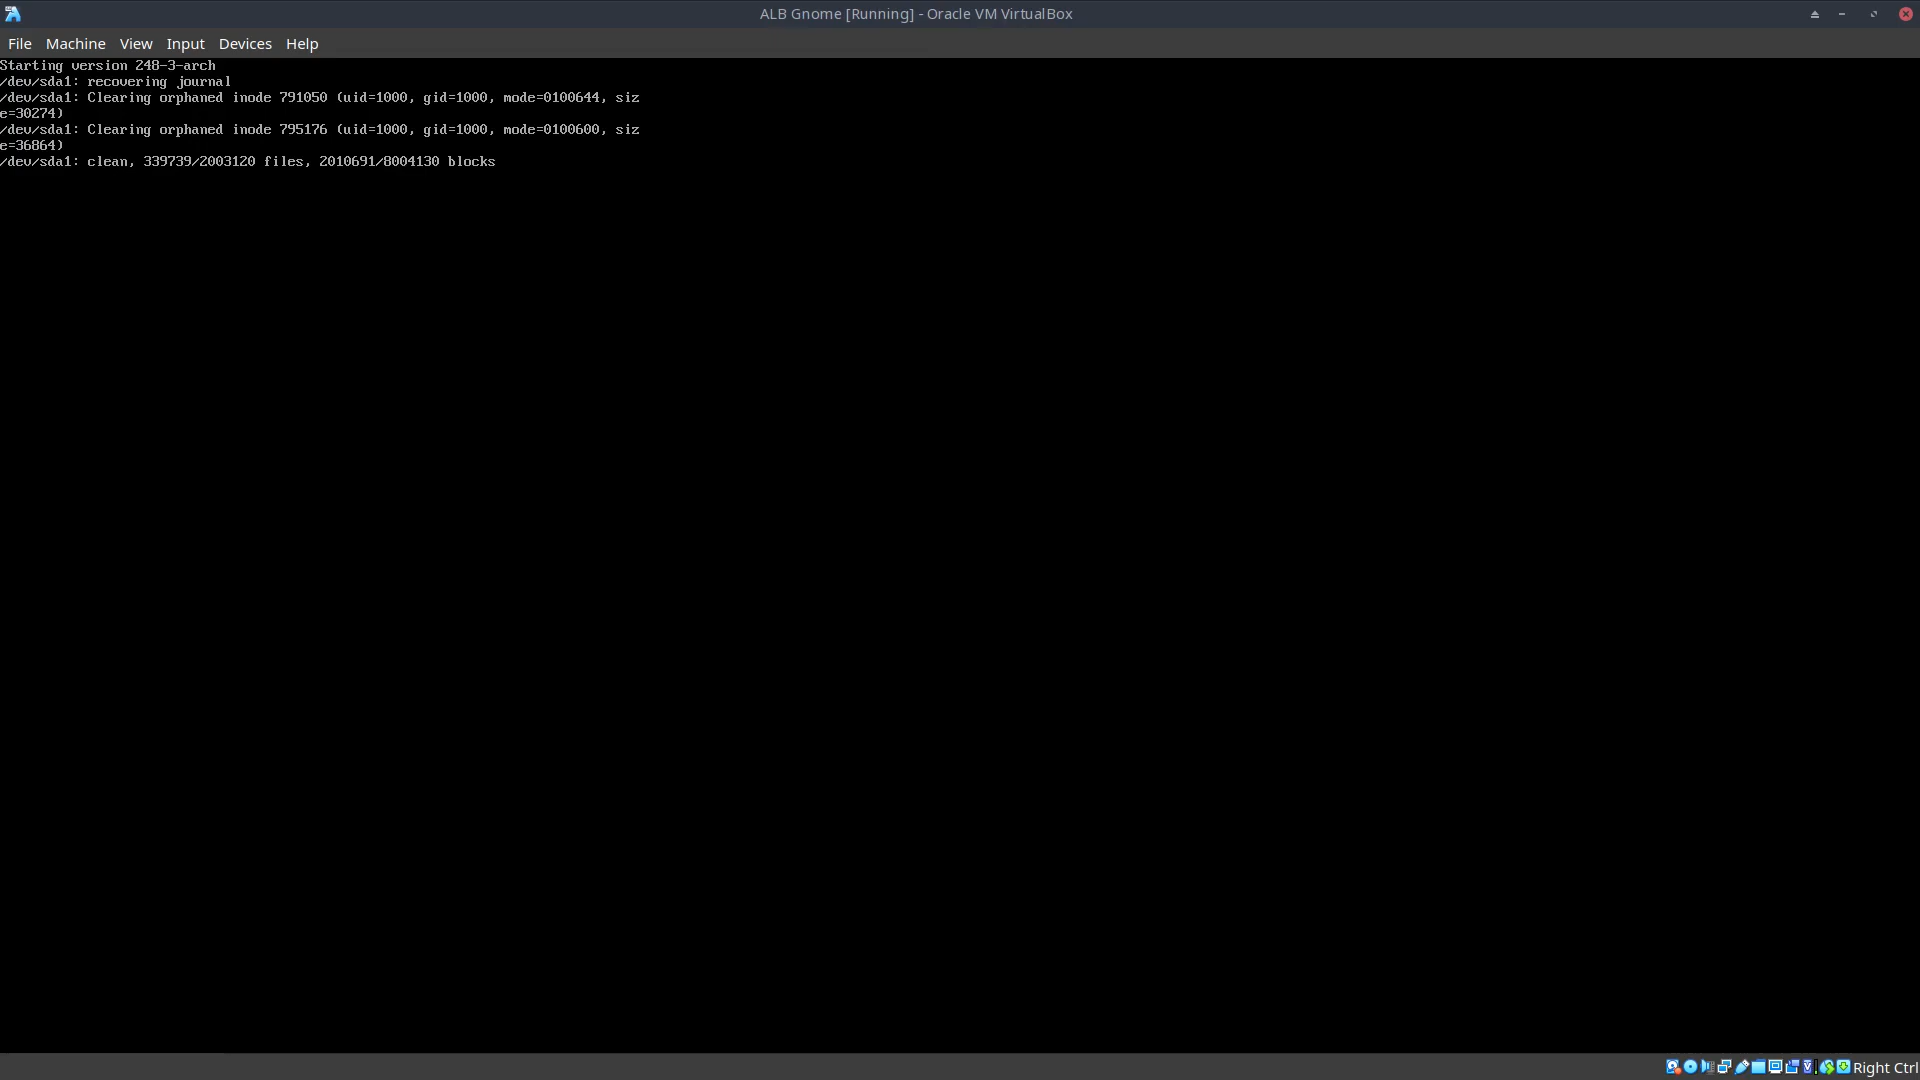 ALB Gnome [Running] - Oracle VM VirtualBox
File Machine View Input Devices Help
Starting version 248-3-arch
/dev/sda1: recovering journal
/dev/sda1: Clearing orphaned inode 791050 (uid=1000, gid=1000, mode=0100644, siz
e=30274)
/dev/sda1: Clearing orphaned inode 795176 (uid=1000, gid=1000, mode=0100600, siz
e=36864)
/dev/sda1: clean, 339739/2003120 files, 2010691/8004130 blocks
Right Ctrl